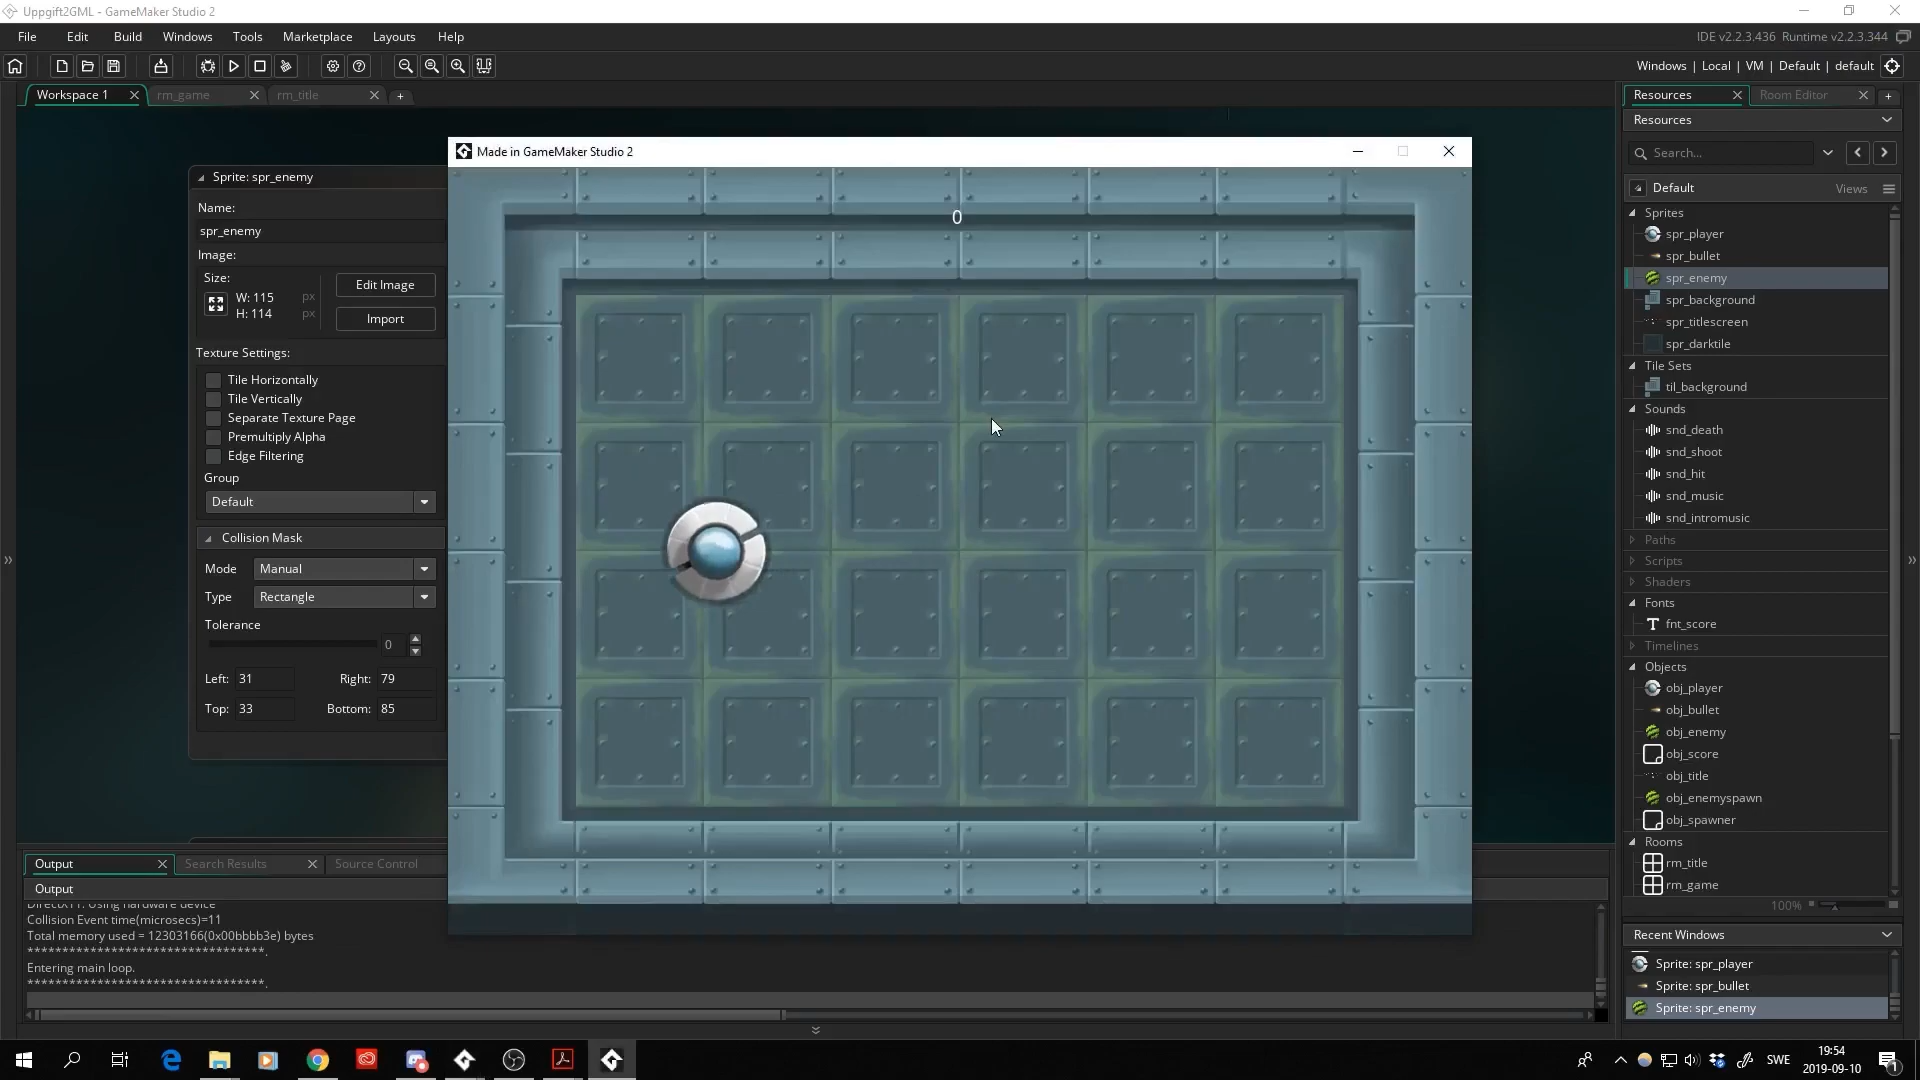 Uppgift2GML - GameMaker Studio 2
File Edit Build Windows Tools Marketplace Layouts Help
IDE v2.2.3.436 Runtime v2.2.3.344
Windows | Local | VM | Default | default
Workspace 1 rm_game rm_title
Resources Room Editor
Resources
Search...
Default Views
Made in GameMaker Studio 2
0
Sprite: spr_enemy
Name:
spr_enemy
Image:
Size:
W: 115 px
H: 114 px
Edit Image
Import
Texture Settings:
Tile Horizontally
Tile Vertically
Separate Texture Page
Premultiply Alpha
Edge Filtering
Group
Default
Collision Mask
Mode Manual
Type Rectangle
Tolerance
0
Left: 31 Right: 79
Top: 33 Bottom: 85
Sprites
spr_player
spr_bullet
spr_enemy
spr_background
spr_titlescreen
spr_darktile
Tile Sets
til_background
Sounds
snd_death
snd_shoot
snd_hit
snd_music
snd_intromusic
Paths
Scripts
Shaders
Fonts
fnt_score
Timelines
Objects
obj_player
obj_bullet
obj_enemy
obj_score
obj_title
obj_enemyspawn
obj_spawner
Rooms
rm_title
rm_game
100%
Recent Windows
Sprite: spr_player
Sprite: spr_bullet
Sprite: spr_enemy
Output Search Results Source Control
Output
DirectX11: Using hardware device
Collision Event time(microsecs)=11
Total memory used = 12303166(0x00bbbb3e) bytes
*********************************.
Entering main loop.
*********************************.
SWE
19:54
2019-09-10
1